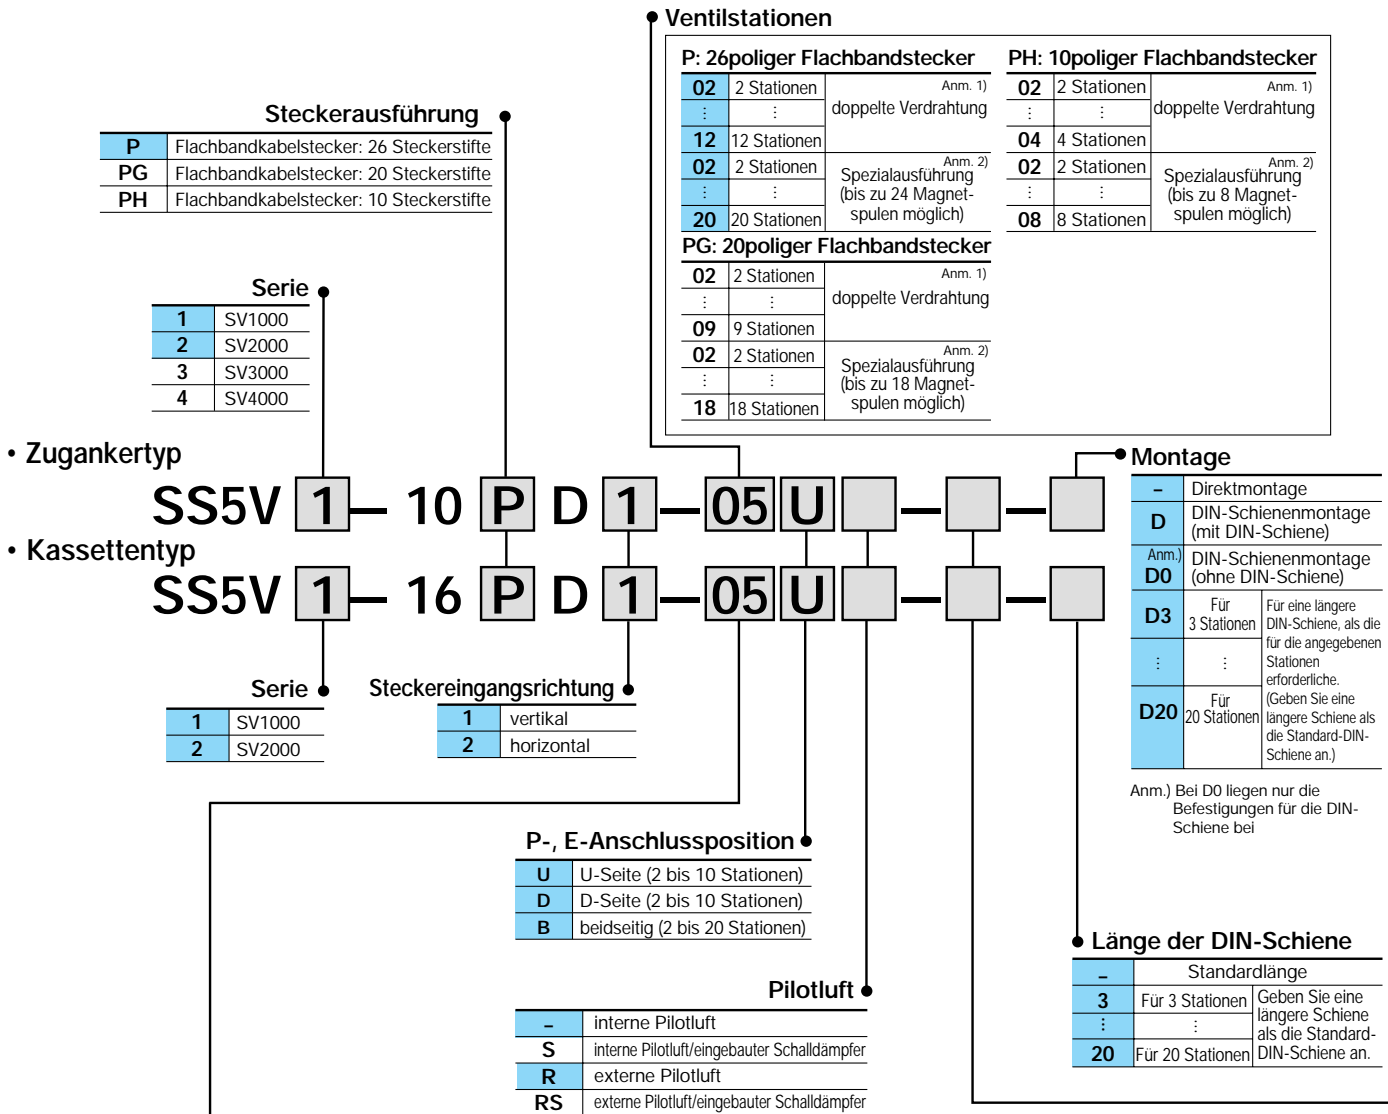 Ventilstationen
P: 26poliger Flachbandstecker
02 2 Stationen
⋮ ⋮
12 12 Stationen
Anm. 1)
doppelte Verdrahtung
02 2 Stationen
⋮ ⋮
20 20 Stationen
Anm. 2)
Spezialausführung
(bis zu 24 Magnet-
spulen möglich)
PH: 10poliger Flachbandstecker
02 2 Stationen
⋮ ⋮
04 4 Stationen
Anm. 1)
doppelte Verdrahtung
02 2 Stationen
⋮ ⋮
08 8 Stationen
Anm. 2)
Spezialausführung
(bis zu 8 Magnet-
spulen möglich)
PG: 20poliger Flachbandstecker
02 2 Stationen
⋮ ⋮
09 9 Stationen
Anm. 1)
doppelte Verdrahtung
02 2 Stationen
⋮ ⋮
18 18 Stationen
Anm. 2)
Spezialausführung
(bis zu 18 Magnet-
spulen möglich)
Steckerausführung
P Flachbandkabelstecker: 26 Steckerstifte
PG Flachbandkabelstecker: 20 Steckerstifte
PH Flachbandkabelstecker: 10 Steckerstifte
Serie
1 SV1000
2 SV2000
3 SV3000
4 SV4000
• Zugankertyp
SS5V 1 – 10 P D 1 – 05 U – –
• Kassettentyp
SS5V 1 – 16 P D 1 – 05 U – –
Montage
– Direktmontage
D DIN-Schienenmontage
(mit DIN-Schiene)
Anm.)
D0 DIN-Schienenmontage
(ohne DIN-Schiene)
D3 Für
3 Stationen
⋮ ⋮
D20 Für
20 Stationen
Für eine längere
DIN-Schiene, als die
für die angegebenen
Stationen
erforderliche.
(Geben Sie eine
längere Schiene als
die Standard-DIN-
Schiene an.)
Anm.) Bei D0 liegen nur die
Befestigungen für die DIN-
Schiene bei
Serie
1 SV1000
2 SV2000
Steckereingangsrichtung
1 vertikal
2 horizontal
P-, E-Anschlussposition
U U-Seite (2 bis 10 Stationen)
D D-Seite (2 bis 10 Stationen)
B beidseitig (2 bis 20 Stationen)
Pilotluft
– interne Pilotluft
S interne Pilotluft/eingebauter Schalldämpfer
R externe Pilotluft
RS externe Pilotluft/eingebauter Schalldämpfer
Länge der DIN-Schiene
– Standardlänge
3 Für 3 Stationen
⋮ ⋮
20 Für 20 Stationen
Geben Sie eine
längere Schiene
als die Standard-
DIN-Schiene an.